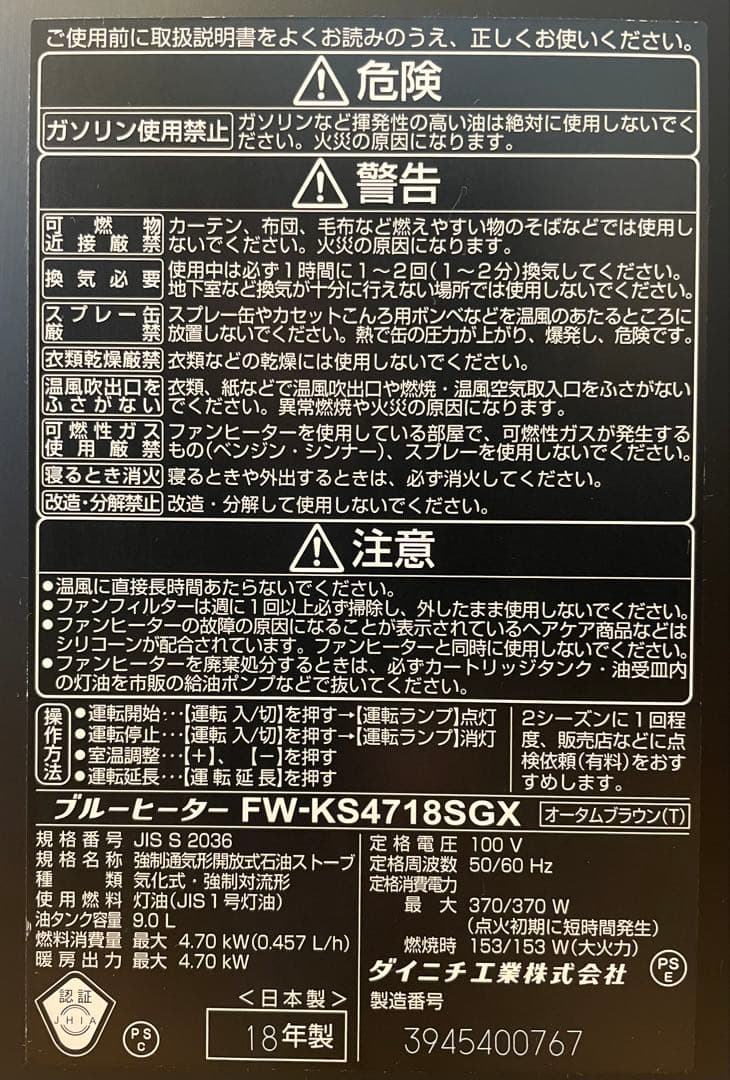 ご使用前に取扱説明書をよくお読みのうえ、正しくお使いください。
危険
ガソリン使用禁止
ガソリンなど揮発性の高い油は絶対に使用しないでく
ださい。火災の原因になります。
警告
可燃物
近接厳禁
カーテン、布団、毛布など燃えやすい物のそばなどでは使用し
ないでください。火災の原因になります。
換気必要
使用中は必ず1時間に1～2回(1～2分)換気してください。
地下室など換気が十分に行えない場所では使用しないでください。
スプレー缶
厳禁
スプレー缶やカセットこんろ用ボンベなどを温風のあたるところに
放置しないでください。熱で缶の圧力が上がり、爆発し、危険です。
衣類乾燥厳禁
衣類などの乾燥には使用しないでください。
温風吹出口を
ふさがない
衣類、紙などで温風吹出口や燃焼・温風空気取入口をふさがない
でください。異常燃焼や火災の原因になります。
可燃性ガス
使用厳禁
ファンヒーターを使用している部屋で、可燃性ガスが発生する
もの(ベンジン・シンナー)、スプレーを使用しないでください。
寝るとき消火
寝るときや外出するときは、必ず消火してください。
改造・分解禁止
改造・分解して使用しないでください。
注意
●温風に直接長時間あたらないでください。
●ファンフィルターは週に1回以上必ず掃除し、外したまま使用しないでください。
●ファンヒーターの故障の原因になることが表示されているヘアケア商品などは
シリコーンが配合されています。ファンヒーターと同時に使用しないでください。
●ファンヒーターを廃棄処分するときは、必ずカートリッジタンク・油受皿内
の灯油を市販の給油ポンプなどで抜いてください。
操作方法
●運転開始・・・【運転 入/切】を押す→【運転ランプ】点灯
●運転停止・・・【運転 入/切】を押す→【運転ランプ】消灯
●室温調整・・・【+】、【-】を押す
●運転延長・・・【運転延長】を押す
2シーズンに1回程
度、販売店などに点
検依頼(有料)をおす
すめします。
ブルーヒーター FW-KS4718SGX オータムブラウン(T)
規格番号 JIS S 2036
規格名称 強制通気形開放式石油ストーブ
種類 気化式・強制対流形
使用燃料 灯油(JIS1号灯油)
油タンク容量 9.0 L
燃料消費量 最大 4.70 kW(0.457 L/h)
暖房出力 最大 4.70 kW
定格電圧 100 V
定格周波数 50/60 Hz
定格消費電力
最大 370/370 W
(点火初期に短時間発生)
燃焼時 153/153 W(大火力)
ダイニチ工業株式会社
PS
E
認証
JHIA
PS
C
<日本製>
18年製
製造番号
3945400767